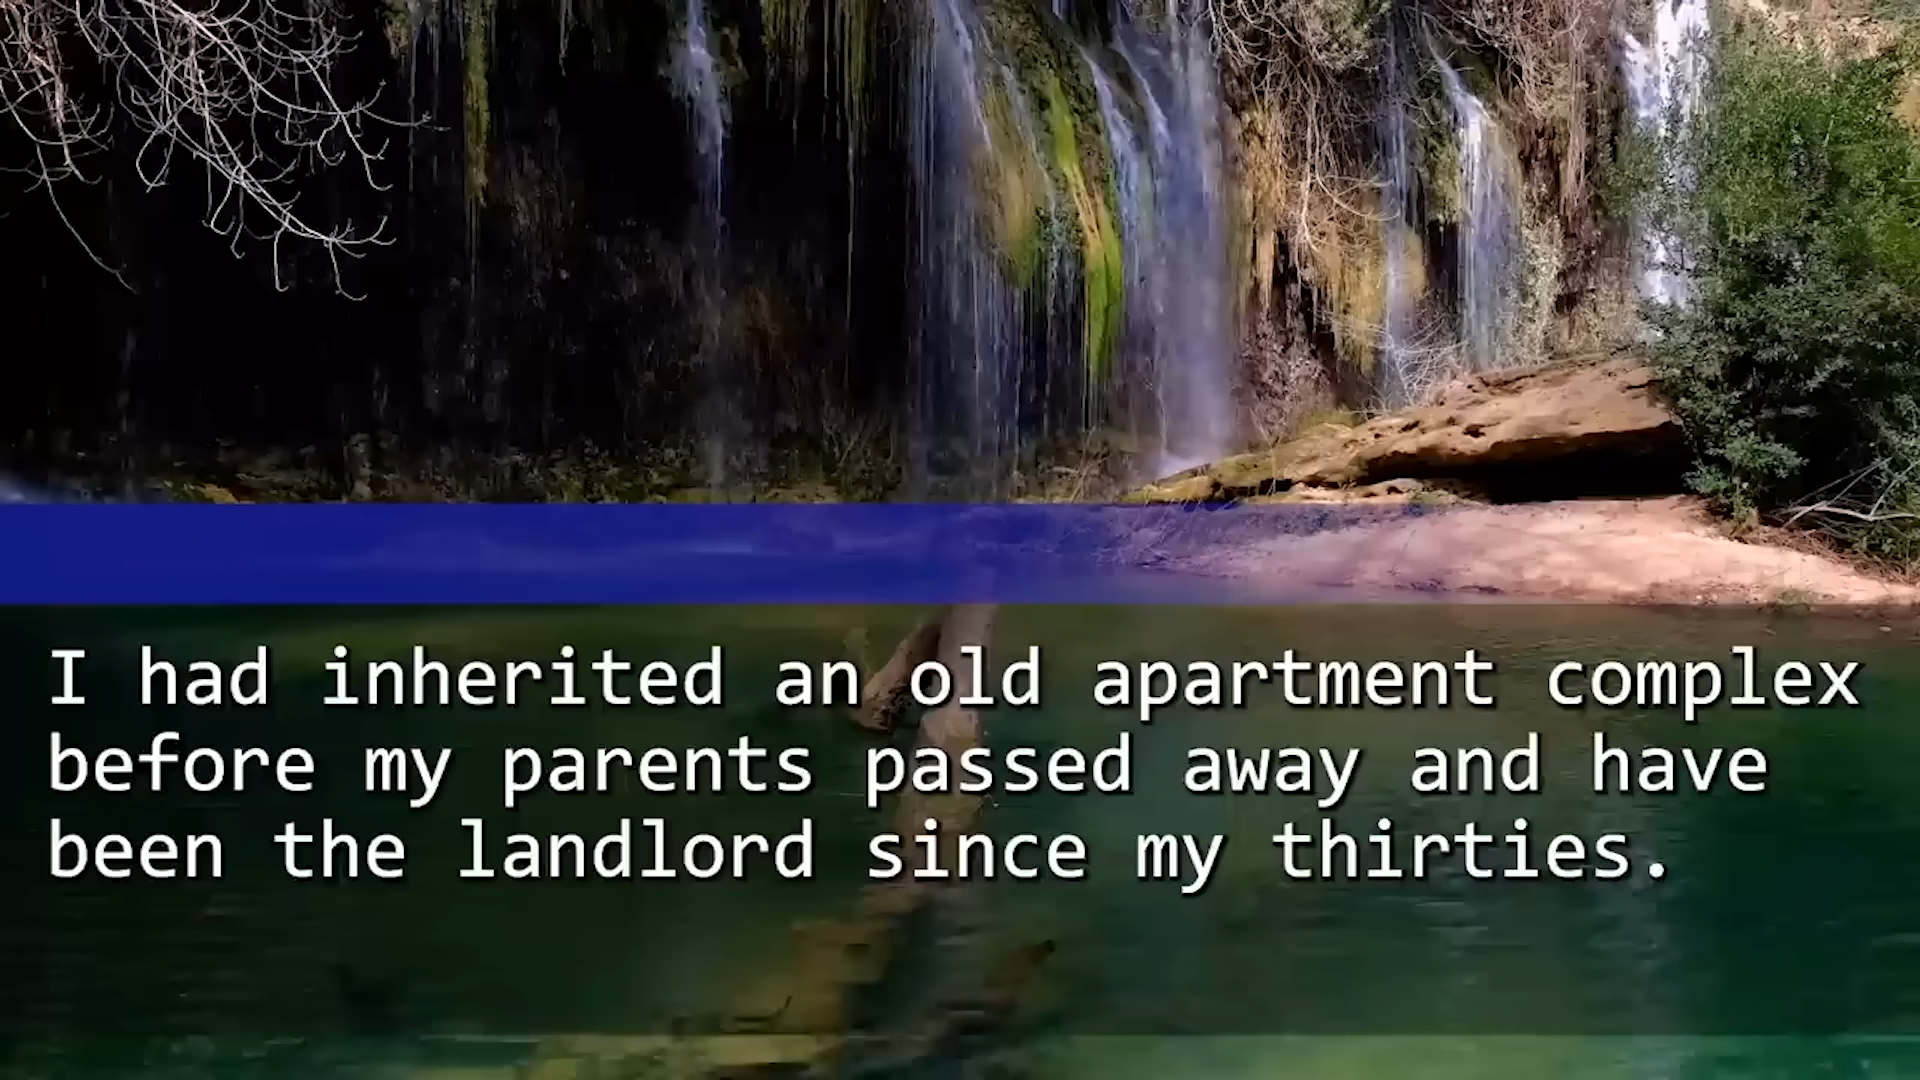 I had inherited an old apartment complex
before my parents passed away and have
been the landlord since my thirties.